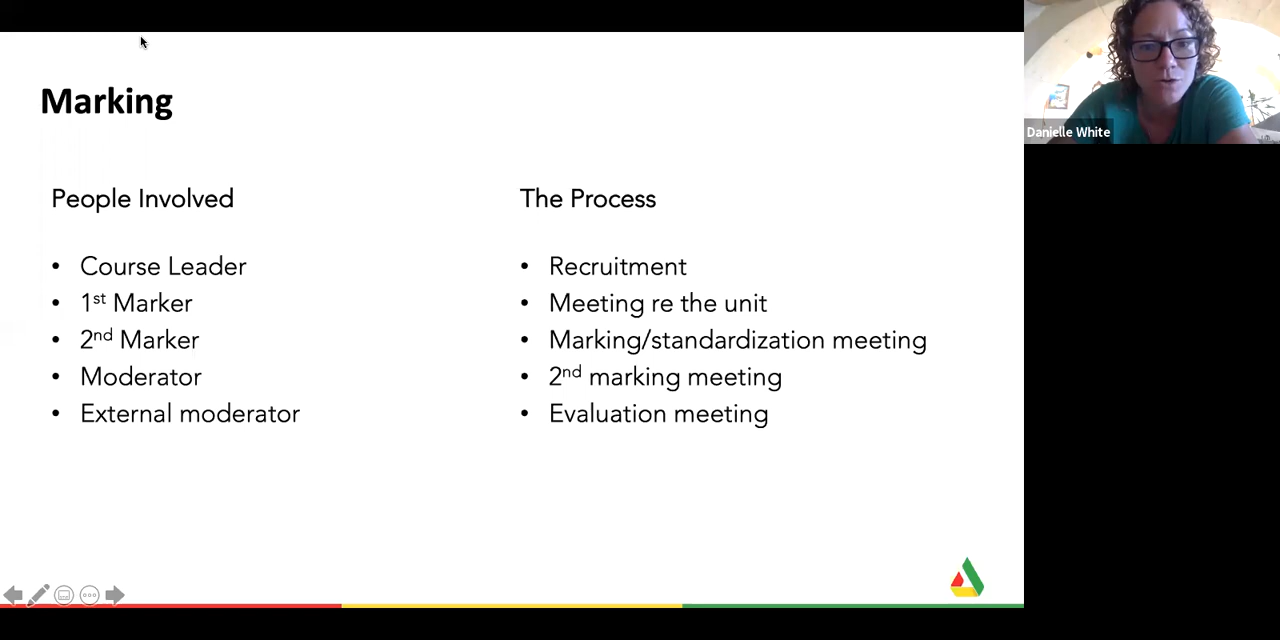 Marking
People Involved
• Course Leader
• 1st Marker
• 2nd Marker
• Moderator
• External moderator
The Process
• Recruitment
• Meeting re the unit
• Marking/standardization meeting
• 2nd marking meeting
• Evaluation meeting
Danielle White